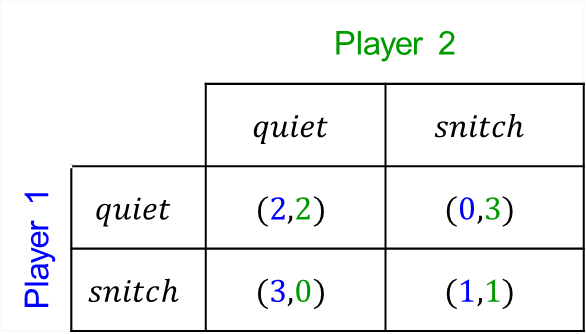 Player 2
quiet snitch
Player 1
quiet (2,2) (0,3)
snitch (3,0) (1,1)